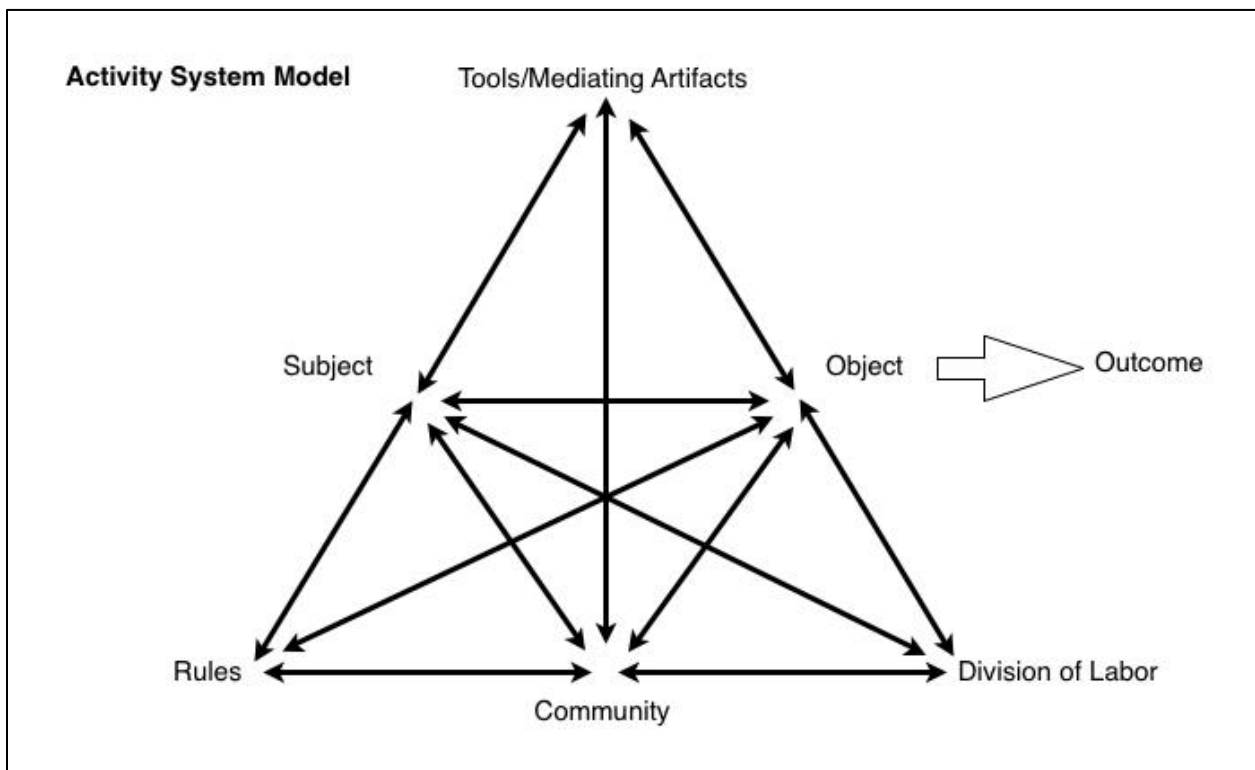 Activity System Model
Tools/Mediating Artifacts
Subject
Object
Outcome
Rules
Community
Division of Labor